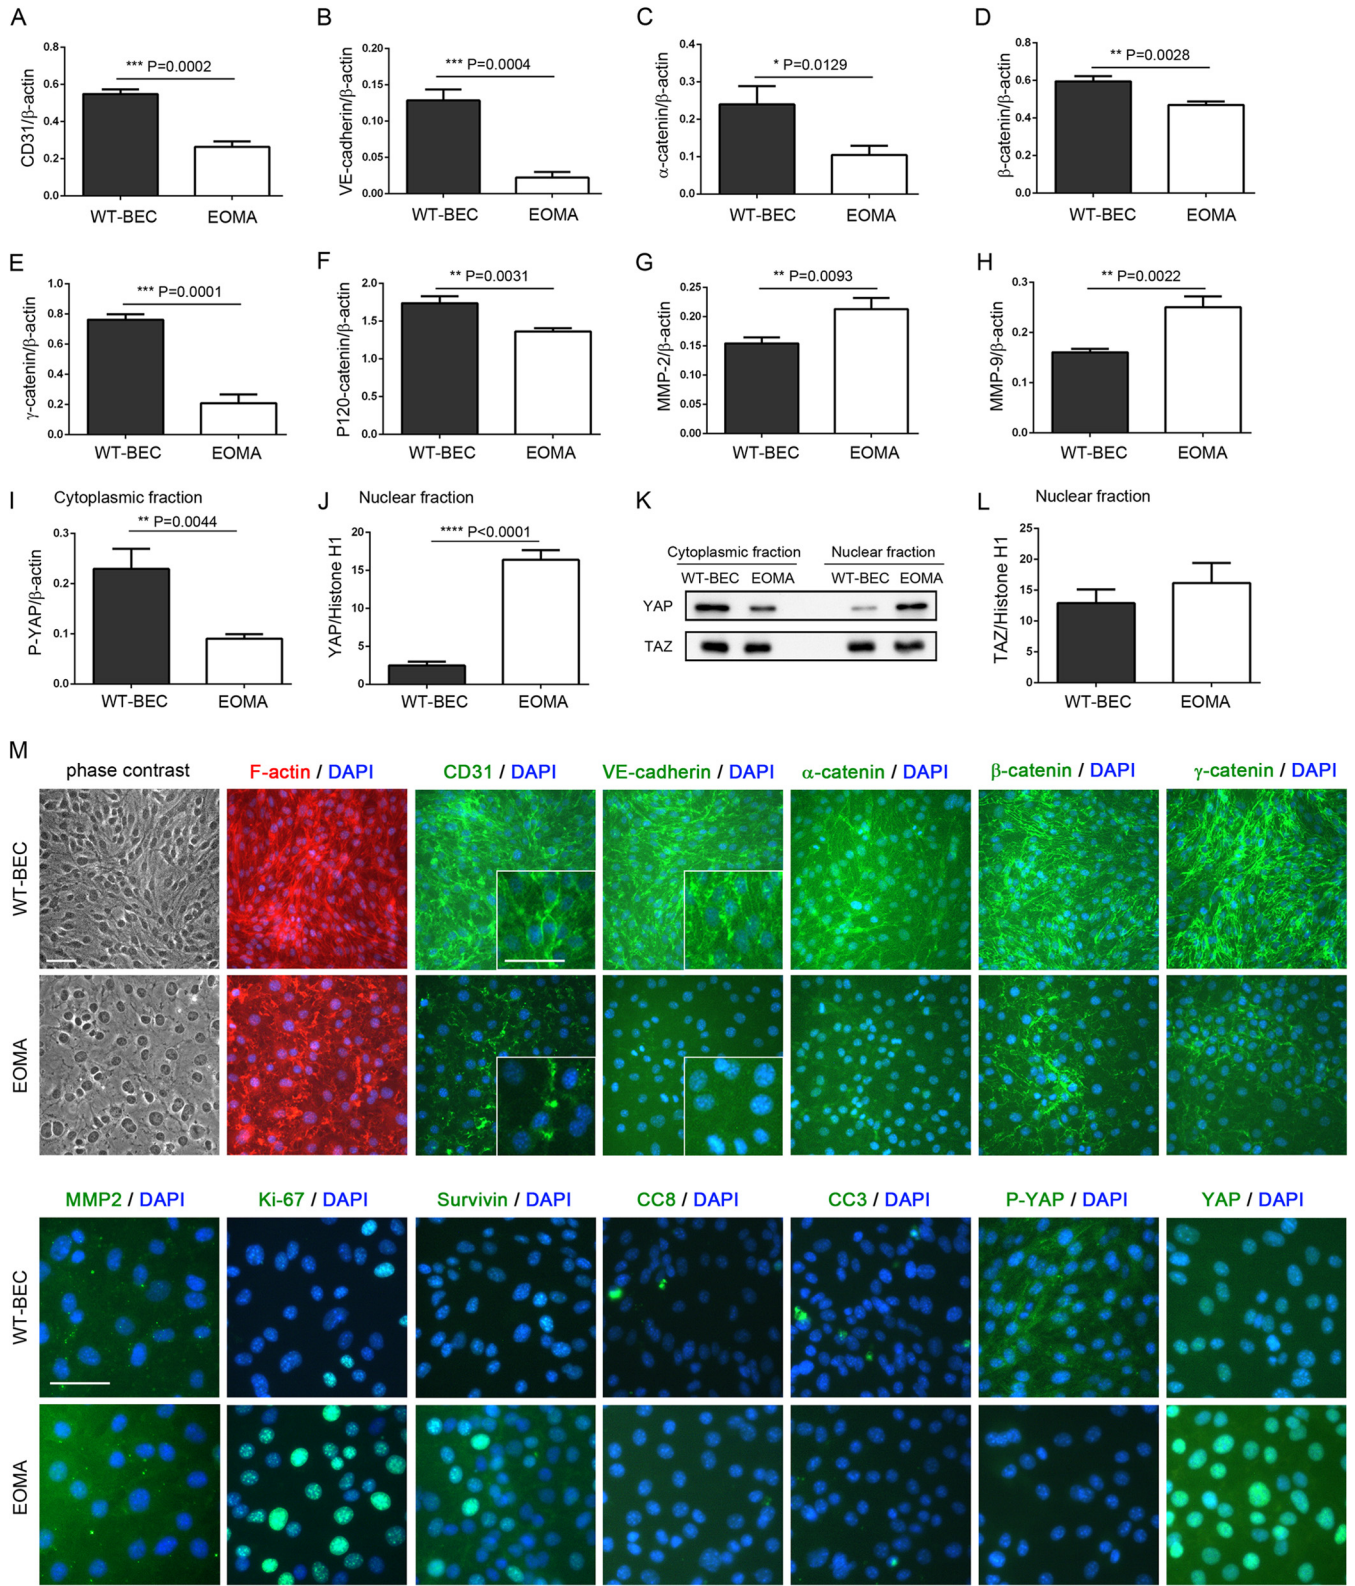 A
CD31/β-actin
0.8
0.6
0.4
0.2
0.0
*** P=0.0002
WT-BEC EOMA
B
VE-cadherin/β-actin
0.20
0.15
0.10
0.05
0.00
*** P=0.0004
WT-BEC EOMA
C
α-catenin/β-actin
0.4
0.3
0.2
0.1
0.0
* P=0.0129
WT-BEC EOMA
D
β-catenin/β-actin
0.8
0.6
0.4
0.2
0.0
** P=0.0028
WT-BEC EOMA
E
γ-catenin/β-actin
1.0
0.8
0.6
0.4
0.2
0.0
*** P=0.0001
WT-BEC EOMA
F
P120-catenin/β-actin
2.0
1.5
1.0
0.5
0.0
** P=0.0031
WT-BEC EOMA
G
MMP-2/β-actin
0.25
0.20
0.15
0.10
0.05
0.00
** P=0.0093
WT-BEC EOMA
H
MMP-9/β-actin
0.3
0.2
0.1
0.0
** P=0.0022
WT-BEC EOMA
I Cytoplasmic fraction
P-YAP/β-actin
0.3
0.2
0.1
0.0
** P=0.0044
WT-BEC EOMA
J Nuclear fraction
YAP/Histone H1
20
15
10
5
0
**** P<0.0001
WT-BEC EOMA
K
Cytoplasmic fraction Nuclear fraction
WT-BEC EOMA WT-BEC EOMA
YAP
TAZ
L Nuclear fraction
TAZ/Histone H1
25
20
15
10
5
0
WT-BEC EOMA
M
phase contrast F-actin / DAPI CD31 / DAPI VE-cadherin / DAPI α-catenin / DAPI β-catenin / DAPI γ-catenin / DAPI
WT-BEC
EOMA
MMP2 / DAPI Ki-67 / DAPI Survivin / DAPI CC8 / DAPI CC3 / DAPI P-YAP / DAPI YAP / DAPI
WT-BEC
EOMA